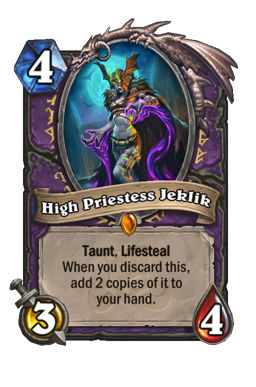 4
High Priestess Jeklik
Taunt, Lifesteal
When you discard this,
add 2 copies of it to
your hand.
3
4